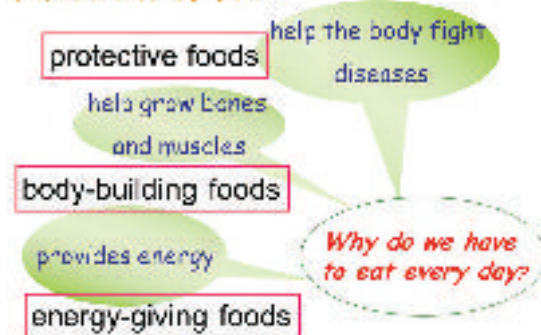 help the body fight
diseases
protective foods
help grow bones
and muscles
body-building foods
provides energy
energy-giving foods
Why do we have
to eat every day?